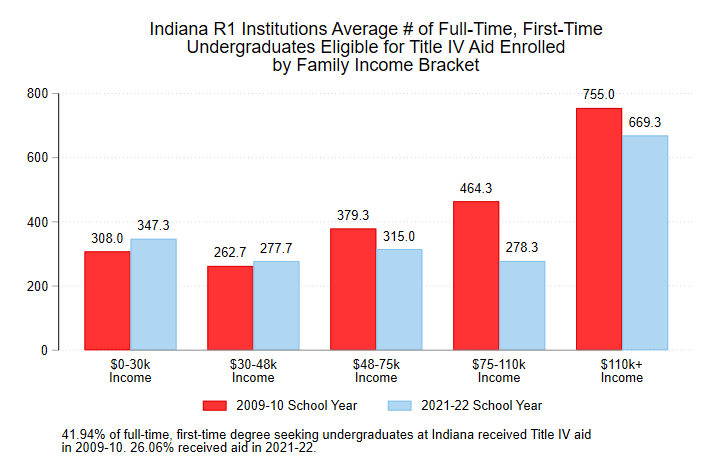 Indiana R1 Institutions Average # of Full-Time, First-Time
Undergraduates Eligible for Title IV Aid Enrolled
by Family Income Bracket
800
600
400
200
0
308.0
347.3
262.7
277.7
379.3
315.0
464.3
278.3
755.0
669.3
$0-30k
Income
$30-48k
Income
$48-75k
Income
$75-110k
Income
$110k+
Income
2009-10 School Year
2021-22 School Year
41.94% of full-time, first-time degree seeking undergraduates at Indiana received Title IV aid
in 2009-10. 26.06% received aid in 2021-22.